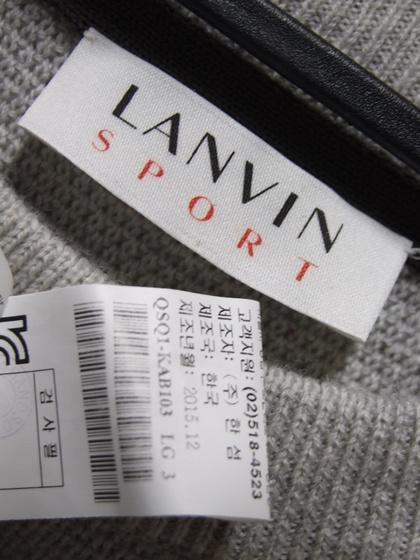 LANVIN
SPORT
고객지원: (02)518-4523
제조자: (주) 한 섬
제조국: 한국
제조년월: 2015.12
QSQ1-KAB103 LG 3
검 사 필